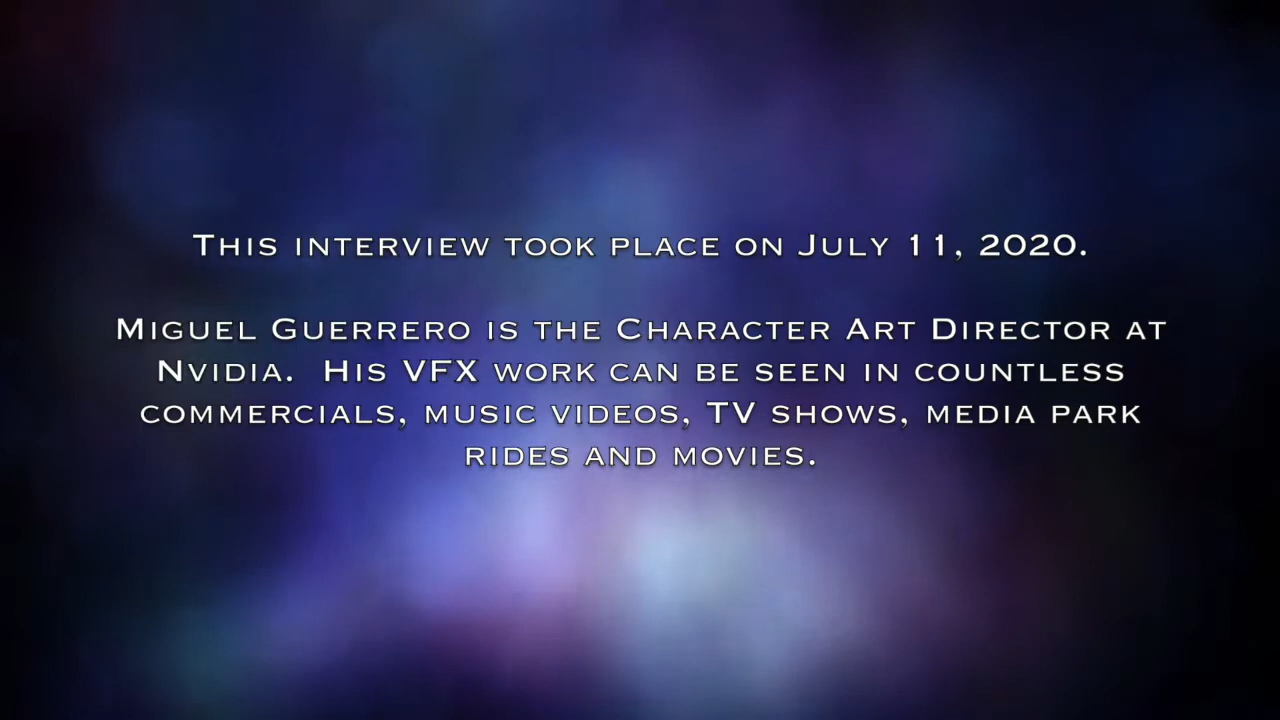 This interview took place on July 11, 2020.
Miguel Guerrero is the Character Art Director at
Nvidia. His VFX work can be seen in countless
commercials, music videos, TV shows, media park
rides and movies.